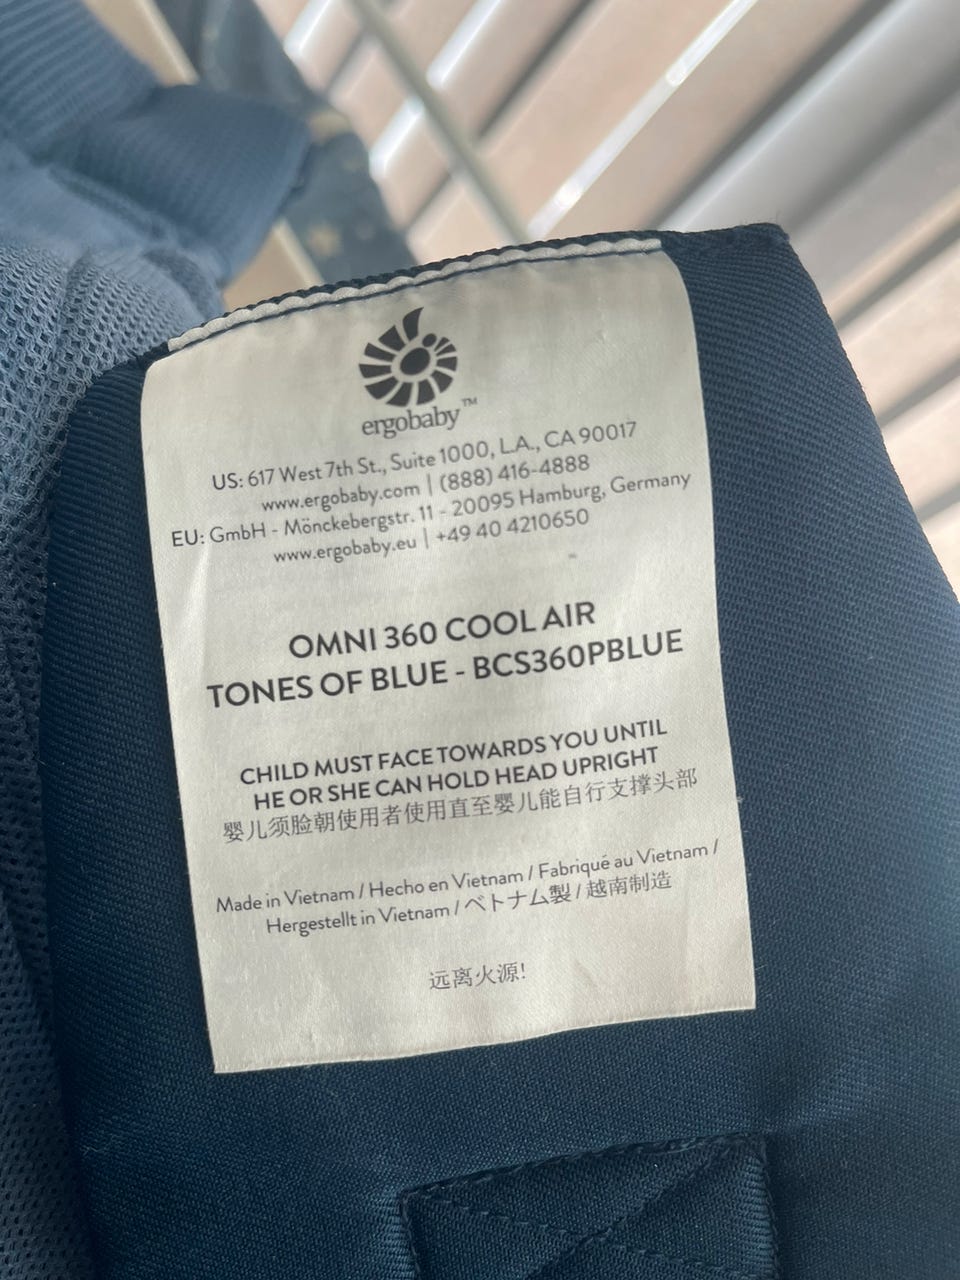 ergobaby™
US: 617 West 7th St., Suite 1000, L.A., CA 90017
www.ergobaby.com | (888) 416-4888
EU: GmbH - Mönckebergstr. 11 - 20095 Hamburg, Germany
www.ergobaby.eu | +49 40 4210650
OMNI 360 COOL AIR
TONES OF BLUE - BCS360PBLUE
CHILD MUST FACE TOWARDS YOU UNTIL
HE OR SHE CAN HOLD HEAD UPRIGHT
婴儿须脸朝使用者使用直至婴儿能自行支撑头部
Made in Vietnam / Hecho en Vietnam / Fabriqué au Vietnam /
Hergestellt in Vietnam / ベトナム製 / 越南制造
远离火源!